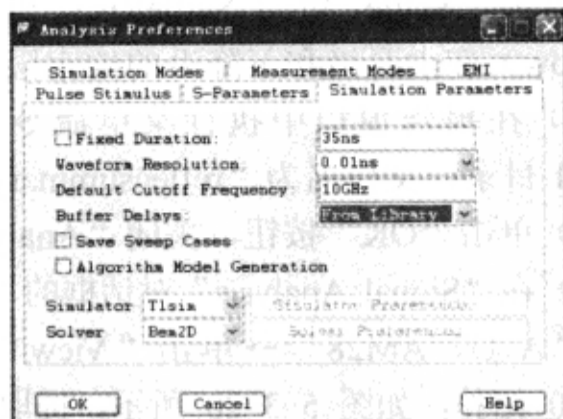 Analysis Preferences
Simulation Modes Measurement Modes EMI
Pulse Stimulus S-Parameters Simulation Parameters
Fixed Duration: 35ns
Waveform Resolution 0.01ns
Default Cutoff Frequency: 10GHz
Buffer Delays: From Library
Save Sweep Cases
Algorithm Model Generation
Simulator Tlsim Simulator Preferences
Solver Bem2D Solver Preferences
OK Cancel Help